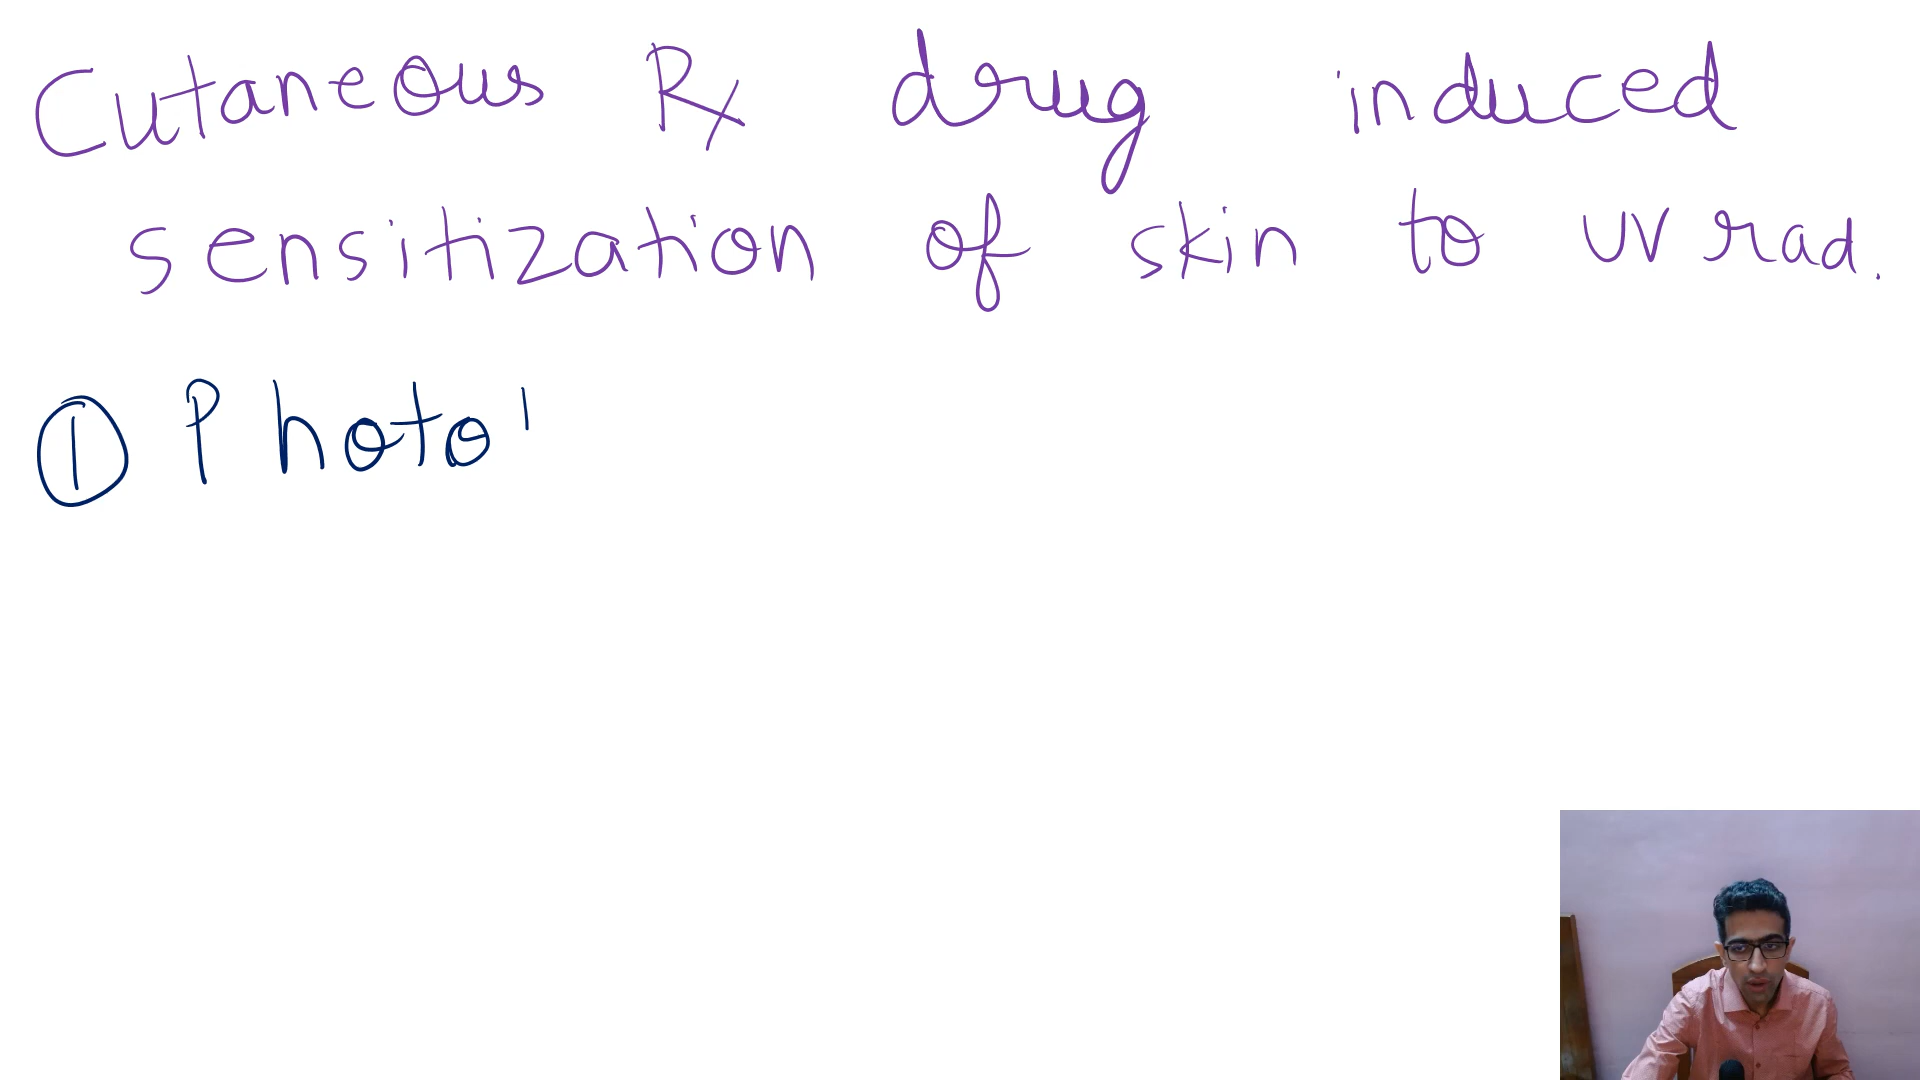 Cutaneous Rx drug induced
sensitization of skin to UV rad.
① Photo